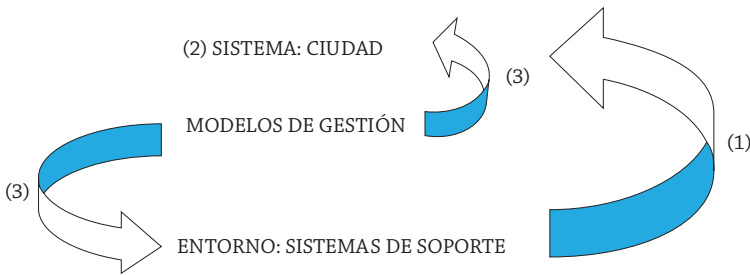 (2) SISTEMA: CIUDAD
(3)
MODELOS DE GESTIÓN
(1)
(3)
ENTORNO: SISTEMAS DE SOPORTE